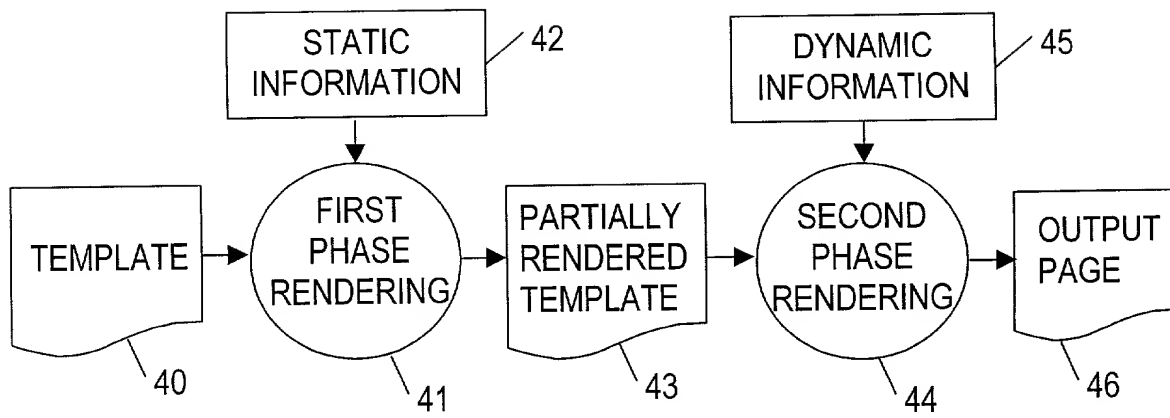 STATIC
INFORMATION
42
DYNAMIC
INFORMATION
45
TEMPLATE
FIRST
PHASE
RENDERING
PARTIALLY
RENDERED
TEMPLATE
SECOND
PHASE
RENDERING
OUTPUT
PAGE
40
41
43
44
46